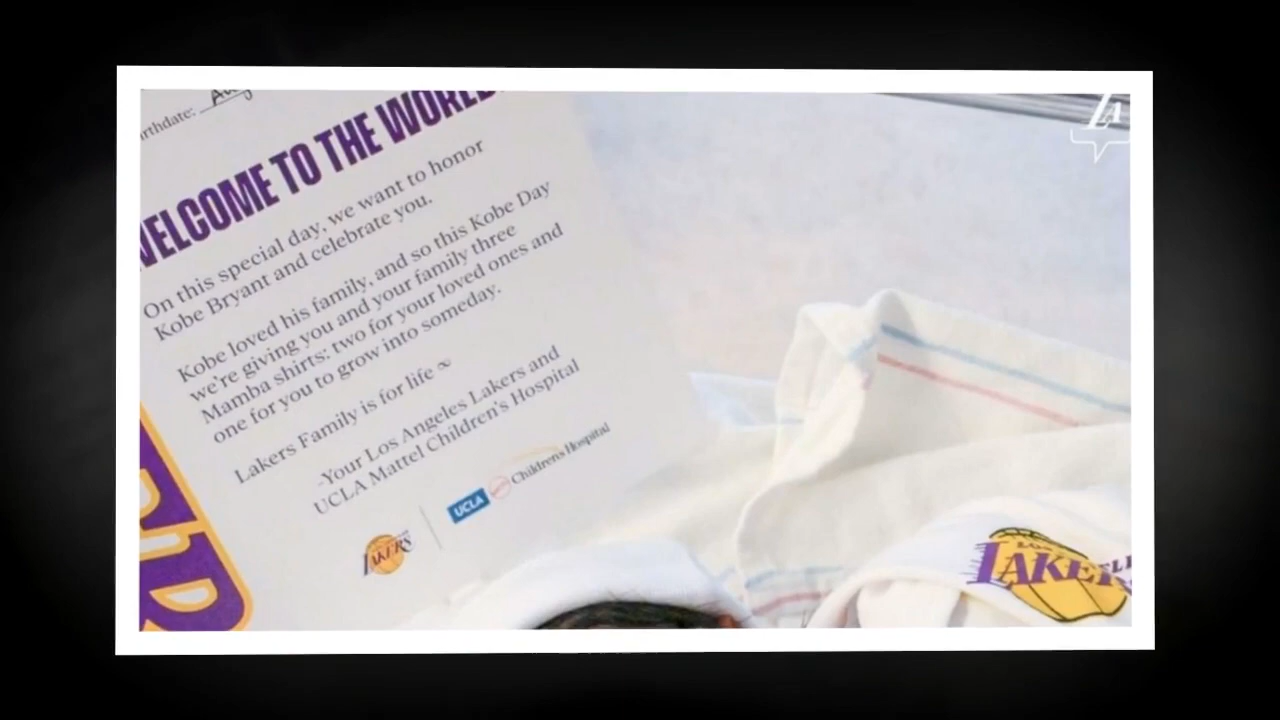 rthdate: Aug
WELCOME TO THE WORLD
On this special day, we want to honor
Kobe Bryant and celebrate you.
Kobe loved his family, and so this Kobe Day
we're giving you and your family three
Mamba shirts: two for your loved ones and
one for you to grow into someday.
Lakers Family is for life ∞
-Your Los Angeles Lakers and
UCLA Mattel Children's Hospital
LAKERS
UCLA Children's Hospital
LAKERS
LA